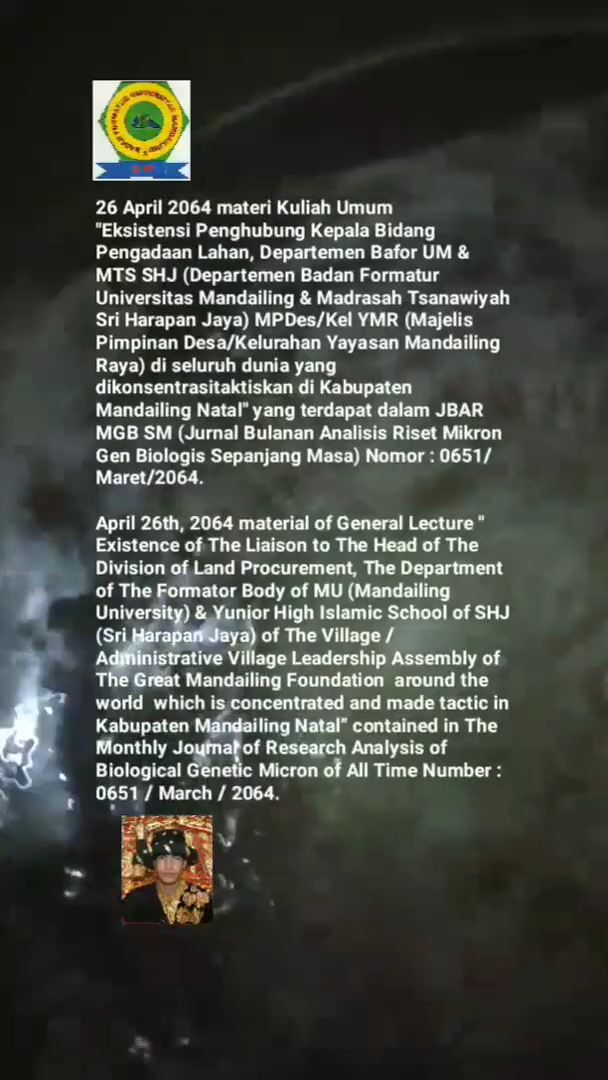 26 April 2064 materi Kuliah Umum
"Eksistensi Penghubung Kepala Bidang
Pengadaan Lahan, Departemen Bafor UM &
MTS SHJ (Departemen Badan Formatur
Universitas Mandailing & Madrasah Tsanawiyah
Sri Harapan Jaya) MPDes/Kel YMR (Majelis
Pimpinan Desa/Kelurahan Yayasan Mandailing
Raya) di seluruh dunia yang
dikonsentrasitaktiskan di Kabupaten
Mandailing Natal" yang terdapat dalam JBAR
MGB SM (Jurnal Bulanan Analisis Riset Mikron
Gen Biologis Sepanjang Masa) Nomor : 0651/
Maret/2064.
April 26th, 2064 material of General Lecture "
Existence of The Liaison to The Head of The
Division of Land Procurement, The Department
of The Formator Body of MU (Mandailing
University) & Yunior High Islamic School of SHJ
(Sri Harapan Jaya) of The Village /
Administrative Village Leadership Assembly of
The Great Mandailing Foundation around the
world which is concentrated and made tactic in
Kabupaten Mandailing Natal" contained in The
Monthly Journal of Research Analysis of
Biological Genetic Micron of All Time Number :
0651 / March / 2064.